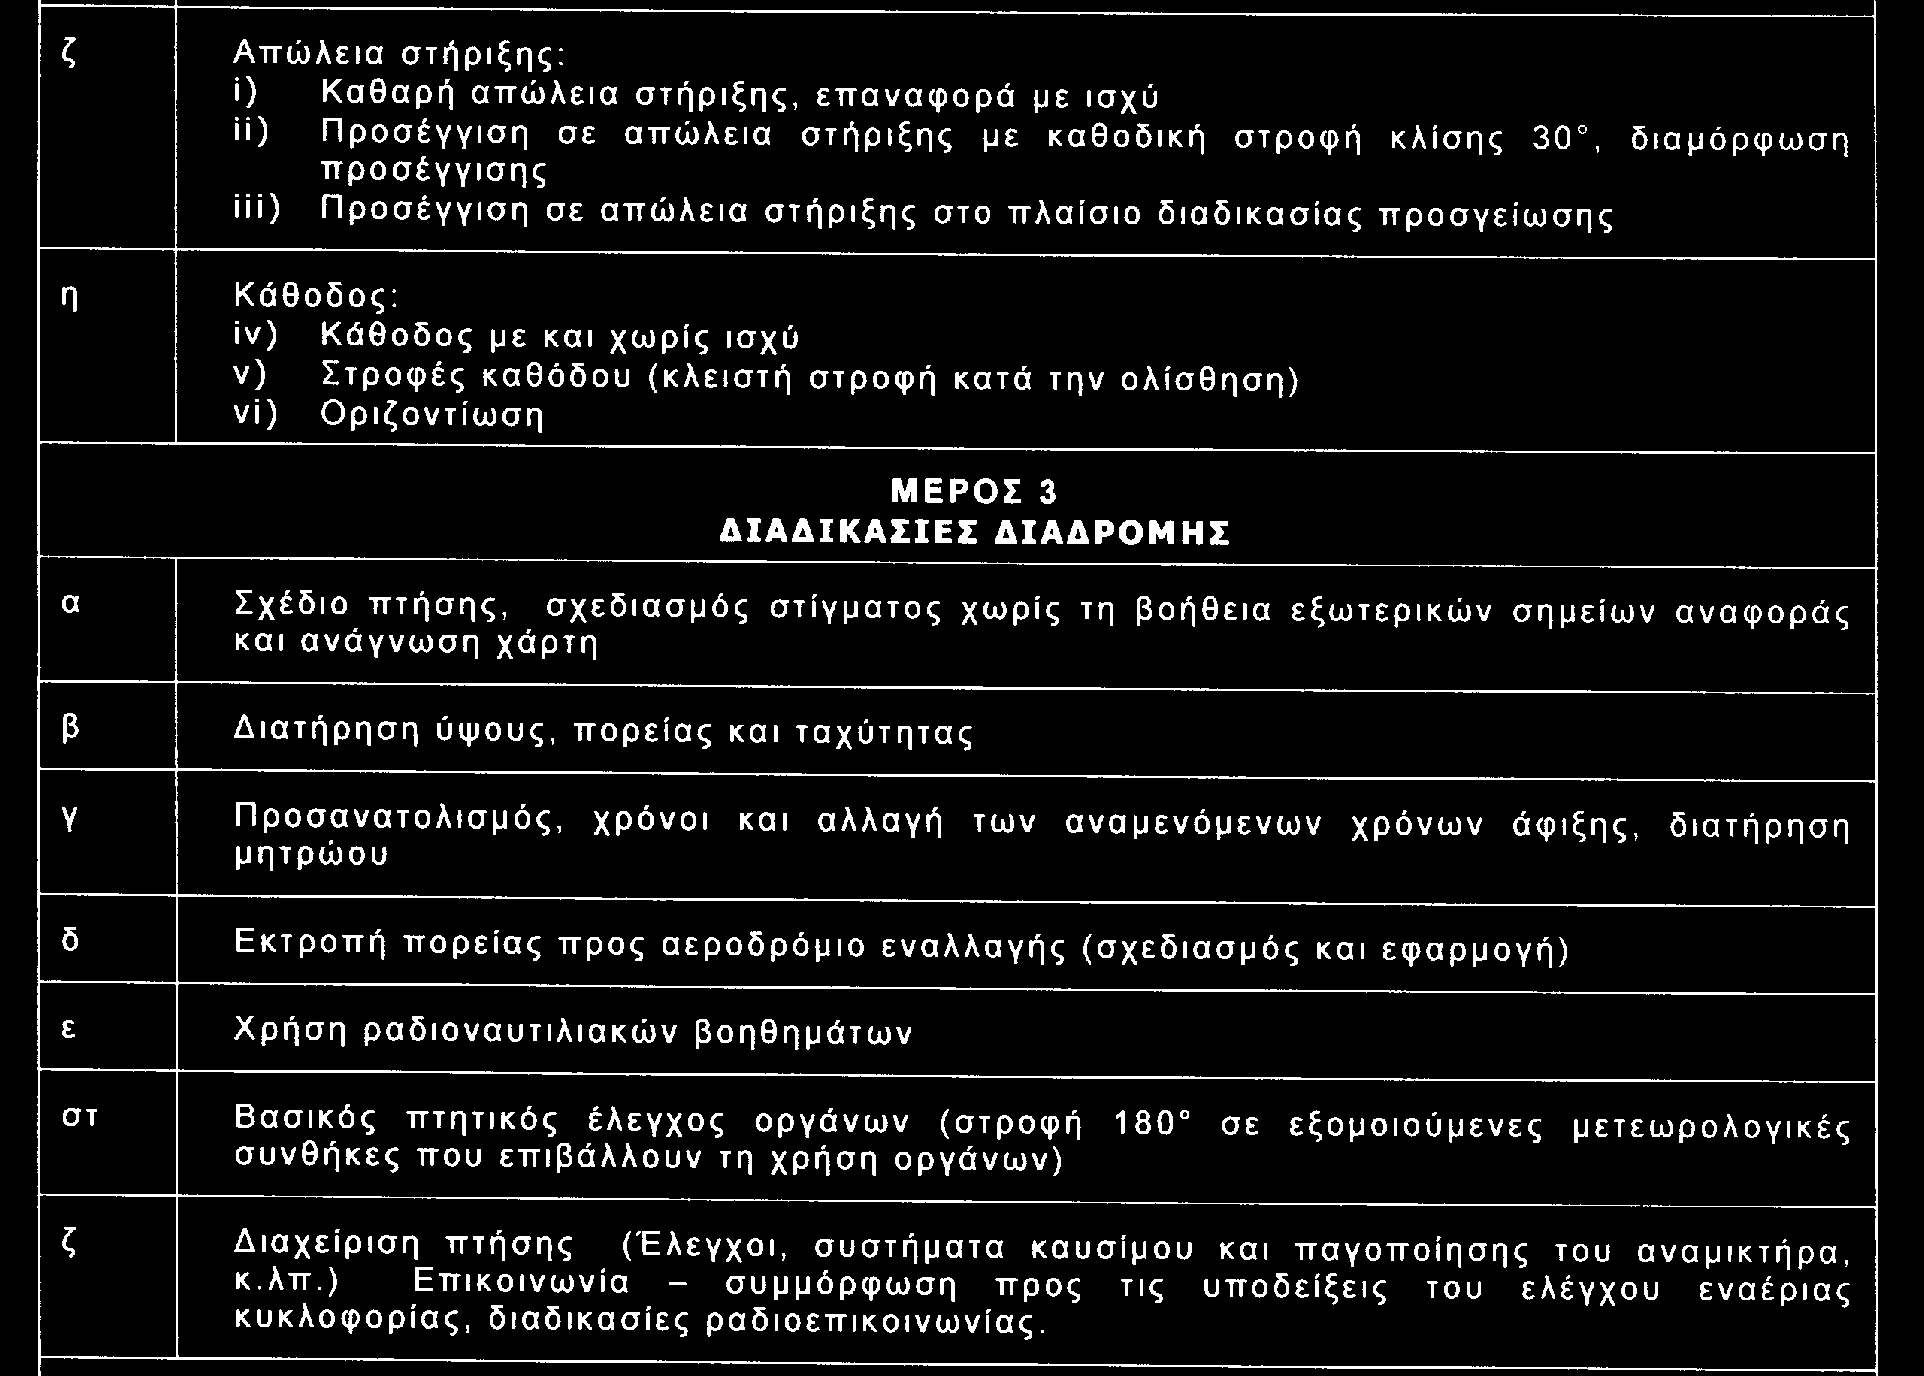 ζ Απώλεια στήριξης:
i) Καθαρή απώλεια στήριξης, επαναφορά με ισχύ
ii) Προσέγγιση σε απώλεια στήριξης με καθοδική στροφή κλίσης 30°, διαμόρφωση
προσέγγισης
iii) Προσέγγιση σε απώλεια στήριξης στο πλαίσιο διαδικασίας προσγείωσης
η Κάθοδος:
iv) Κάθοδος με και χωρίς ισχύ
v) Στροφές καθόδου (κλειστή στροφή κατά την ολίσθηση)
vi) Οριζοντίωση
ΜΕΡΟΣ 3
ΔΙΑΔΙΚΑΣΙΕΣ ΔΙΑΔΡΟΜΗΣ
α Σχέδιο πτήσης, σχεδιασμός στίγματος χωρίς τη βοήθεια εξωτερικών σημείων αναφοράς
και ανάγνωση χάρτη
β Διατήρηση ύψους, πορείας και ταχύτητας
γ Προσανατολισμός, χρόνοι και αλλαγή των αναμενόμενων χρόνων άφιξης, διατήρηση
μητρώου
δ Εκτροπή πορείας προς αεροδρόμιο εναλλαγής (σχεδιασμός και εφαρμογή)
ε Χρήση ραδιοναυτιλιακών βοηθημάτων
στ Βασικός πτητικός έλεγχος οργάνων (στροφή 180° σε εξομοιούμενες μετεωρολογικές
συνθήκες που επιβάλλουν τη χρήση οργάνων)
ζ Διαχείριση πτήσης (Έλεγχοι, συστήματα καυσίμου και παγοποίησης του αναμικτήρα,
κ.λπ.) Επικοινωνία – συμμόρφωση προς τις υποδείξεις του ελέγχου εναέριας
κυκλοφορίας, διαδικασίες ραδιοεπικοινωνίας.